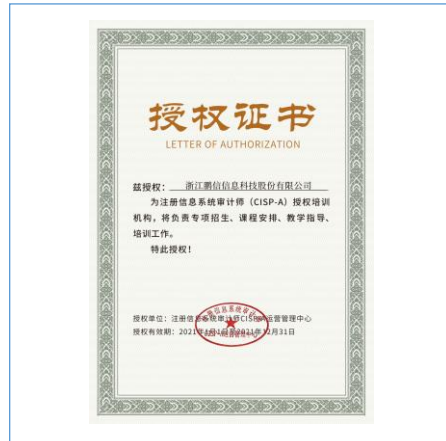 授权证书
LETTER OF AUTHORIZATION
兹授权：浙江鹏信信息科技股份有限公司
为注册信息系统审计师（CISP-A）授权培训
机构，将负责专项招生、课程安排、教学指导、
培训工作。
特此授权！
授权单位：注册信息系统审计师CISP-A运营管理中心
授权有效期：2021年1月1日至2021年12月31日